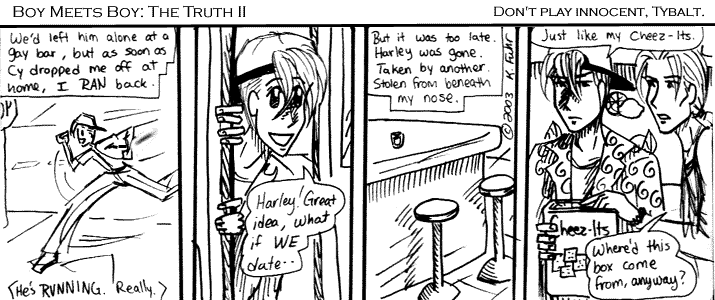 BOY MEETS BOY: THE TRUTH II
DON'T PLAY INNOCENT, TYBALT.
We'd left him alone at a
gay bar, but as soon as
Cy dropped me off at
home, I RAN back.
He's RUNNING. Really.
Harley! Great
idea, what
if WE
date--
But it was too late.
Harley was gone.
Taken by another.
Stolen from beneath
my nose.
©2003 K. Fuhr
Just like my Cheez-Its.
Cheez-Its
Where'd this
box come
from, anyway?